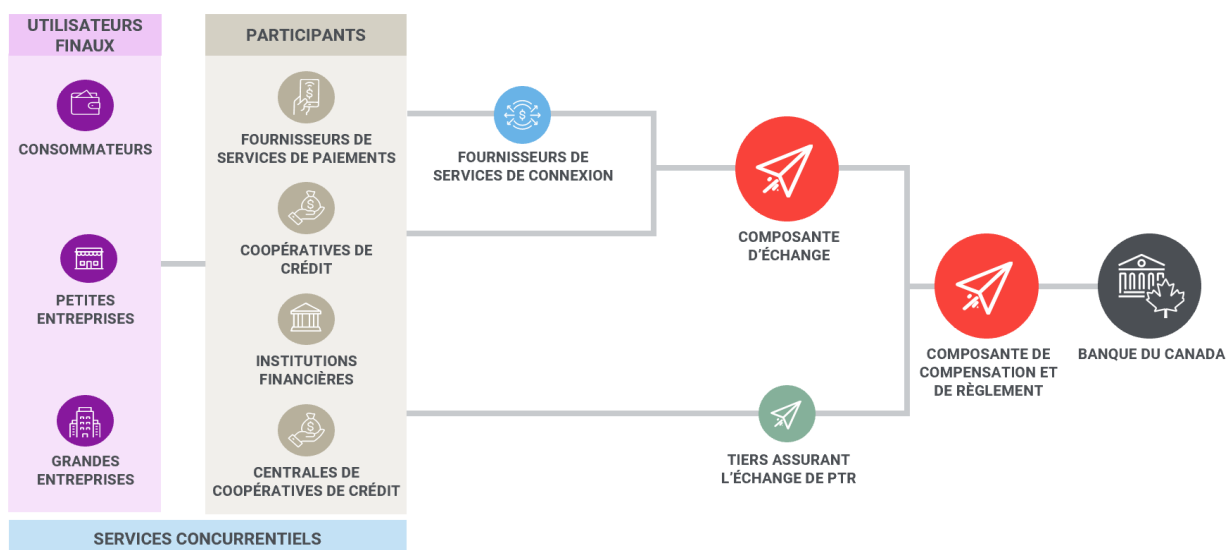 UTILISATEURS
FINAUX
CONSOMMATEURS
PETITES
ENTREPRISES
GRANDES
ENTREPRISES
PARTICIPANTS
FOURNISSEURS DE
SERVICES DE PAIEMENTS
COOPÉRATIVES DE
CRÉDIT
INSTITUTIONS
FINANCIÈRES
CENTRALES DE
COOPÉRATIVES DE CRÉDIT
SERVICES CONCURRENTIELS
FOURNISSEURS DE
SERVICES DE CONNEXION
COMPOSANTE
D’ÉCHANGE
TIERS ASSURANT
L’ÉCHANGE DE PTR
COMPOSANTE DE
COMPENSATION ET
DE RÈGLEMENT
BANQUE DU CANADA